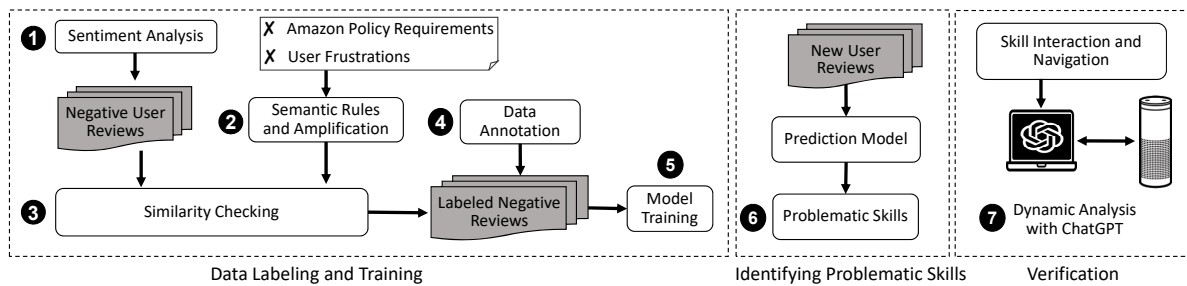 1
Sentiment Analysis
Negative User
Reviews
✗ Amazon Policy Requirements
✗ User Frustrations
2
Semantic Rules
and Amplification
3
Similarity Checking
4
Data
Annotation
Labeled Negative
Reviews
5
Model
Training
Data Labeling and Training
New User
Reviews
Prediction Model
6
Problematic Skills
Identifying Problematic Skills
Skill Interaction and
Navigation
7
Dynamic Analysis
with ChatGPT
Verification